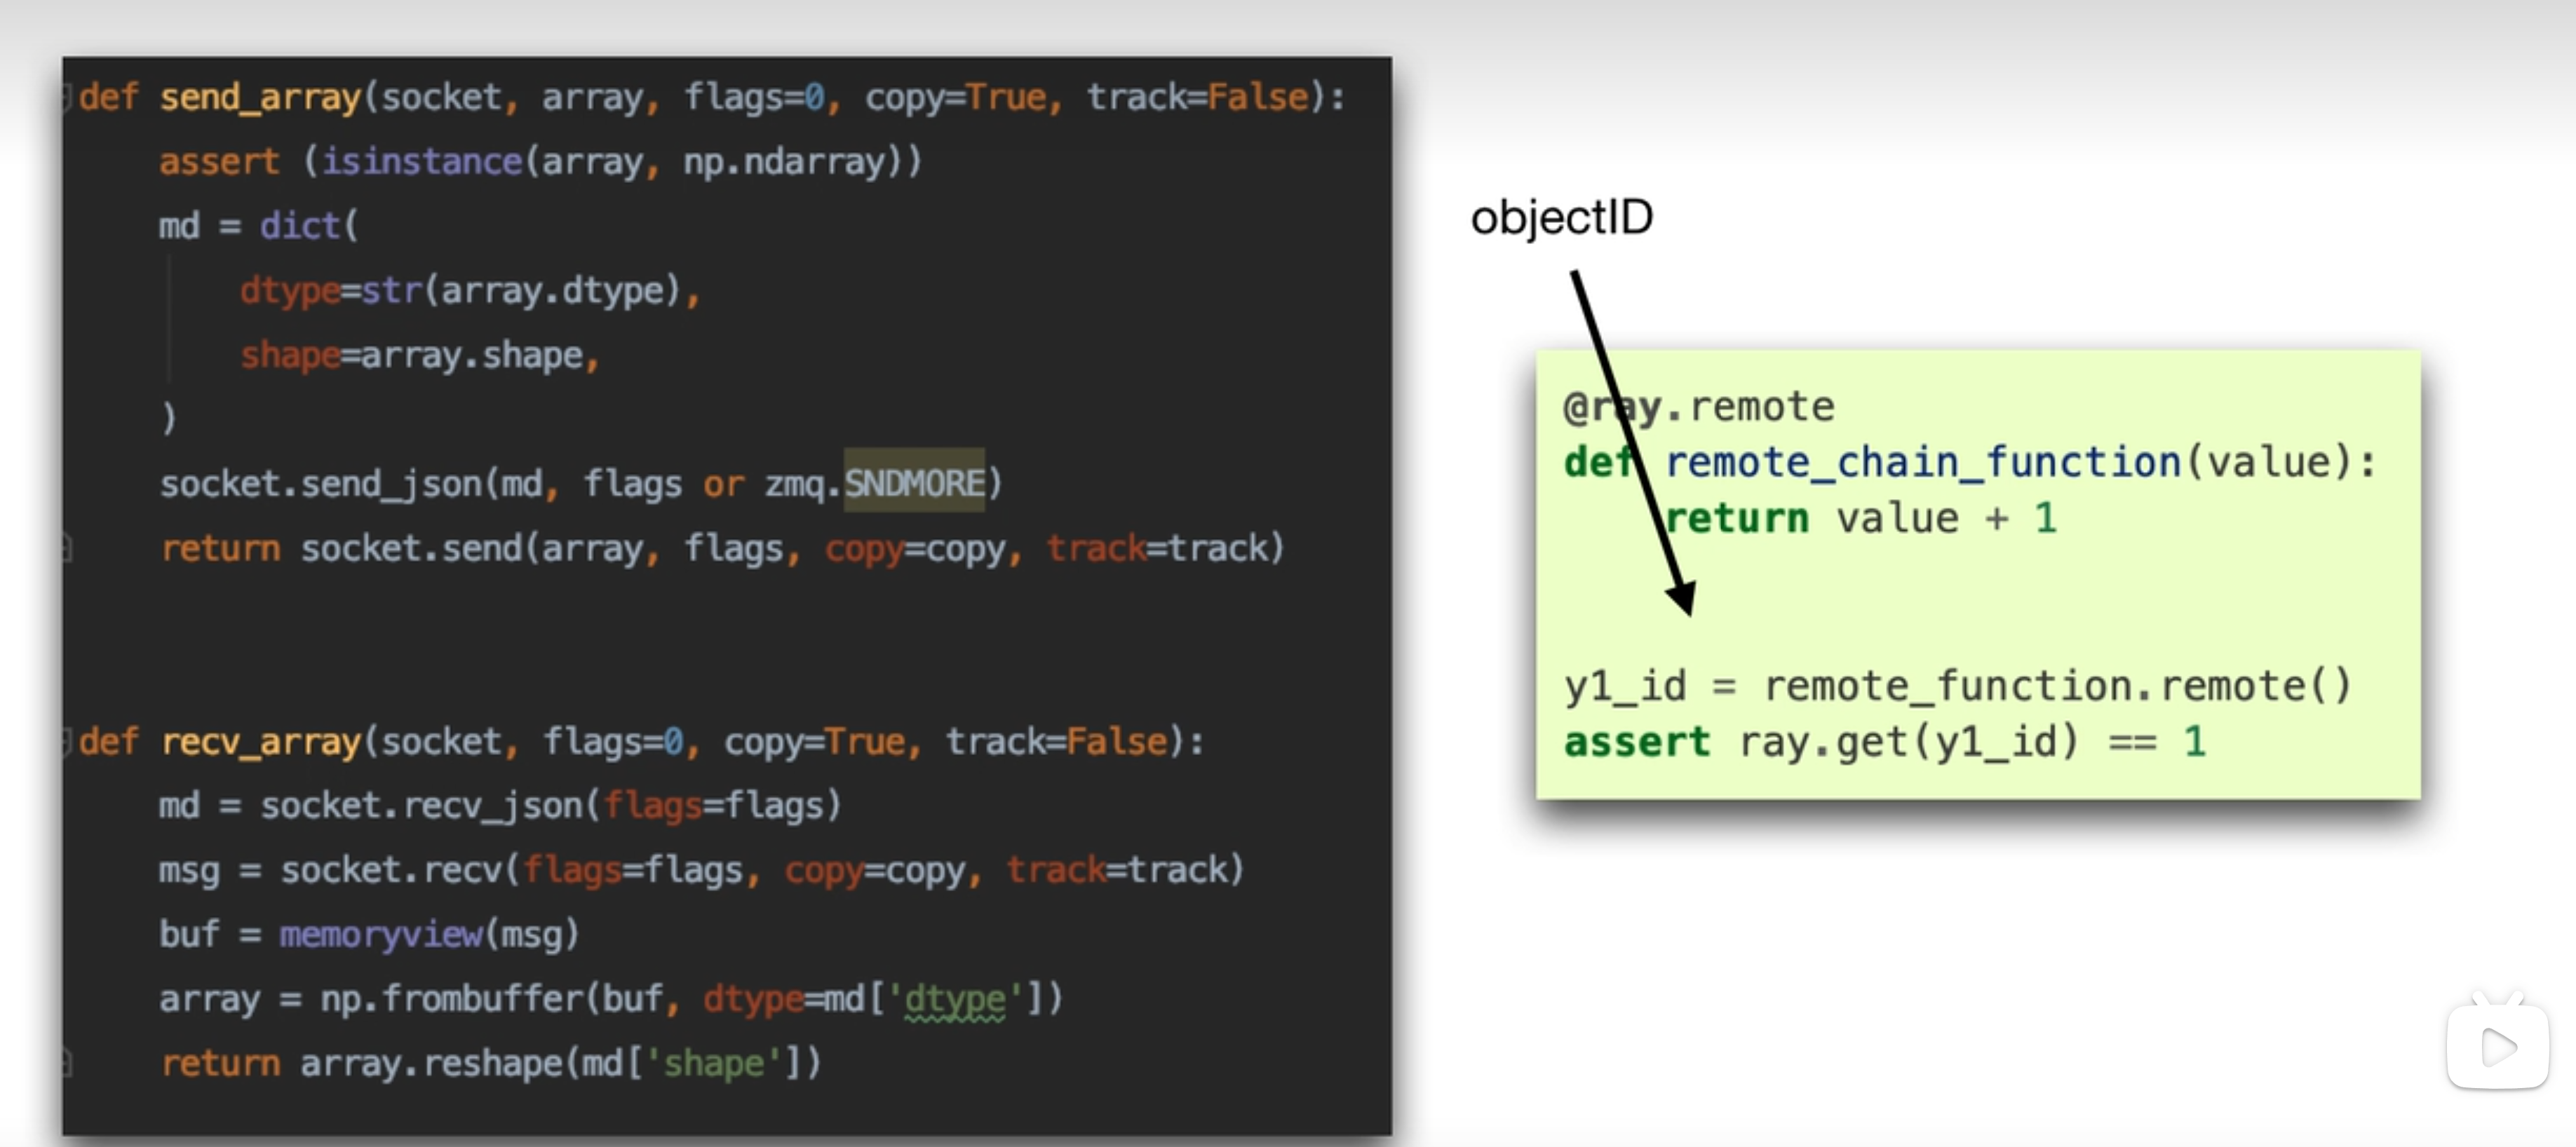 def send_array(socket, array, flags=0, copy=True, track=False):
    assert (isinstance(array, np.ndarray))
    md = dict(
        dtype=str(array.dtype),
        shape=array.shape,
    )
    socket.send_json(md, flags or zmq.SNDMORE)
    return socket.send(array, flags, copy=copy, track=track)
def recv_array(socket, flags=0, copy=True, track=False):
    md = socket.recv_json(flags=flags)
    msg = socket.recv(flags=flags, copy=copy, track=track)
    buf = memoryview(msg)
    array = np.frombuffer(buf, dtype=md['dtype'])
    return array.reshape(md['shape'])
objectID
@ray.remote
def remote_chain_function(value):
    return value + 1
y1_id = remote_function.remote()
assert ray.get(y1_id) == 1